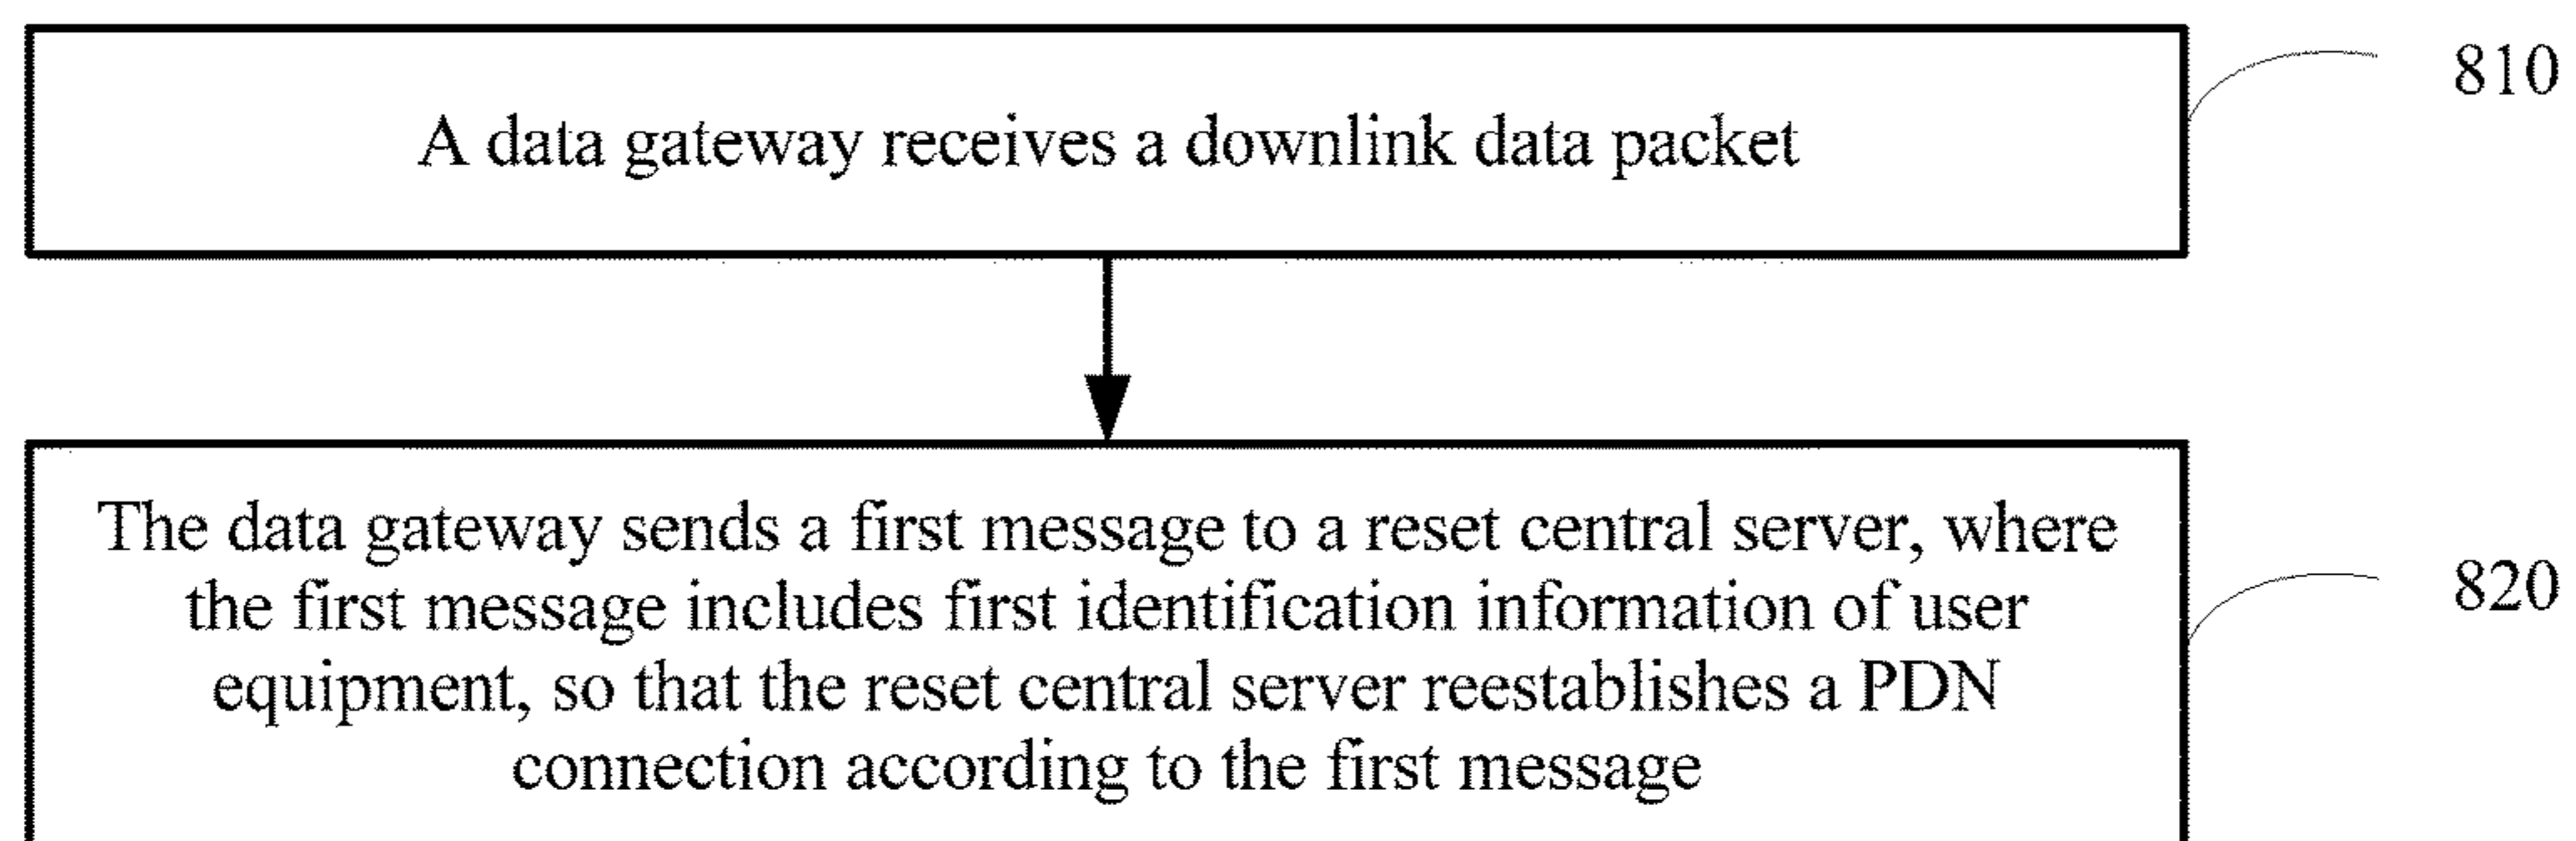 A data gateway receives a downlink data packet
810
The data gateway sends a first message to a reset central server, where
the first message includes first identification information of user
equipment, so that the reset central server reestablishes a PDN
connection according to the first message
820